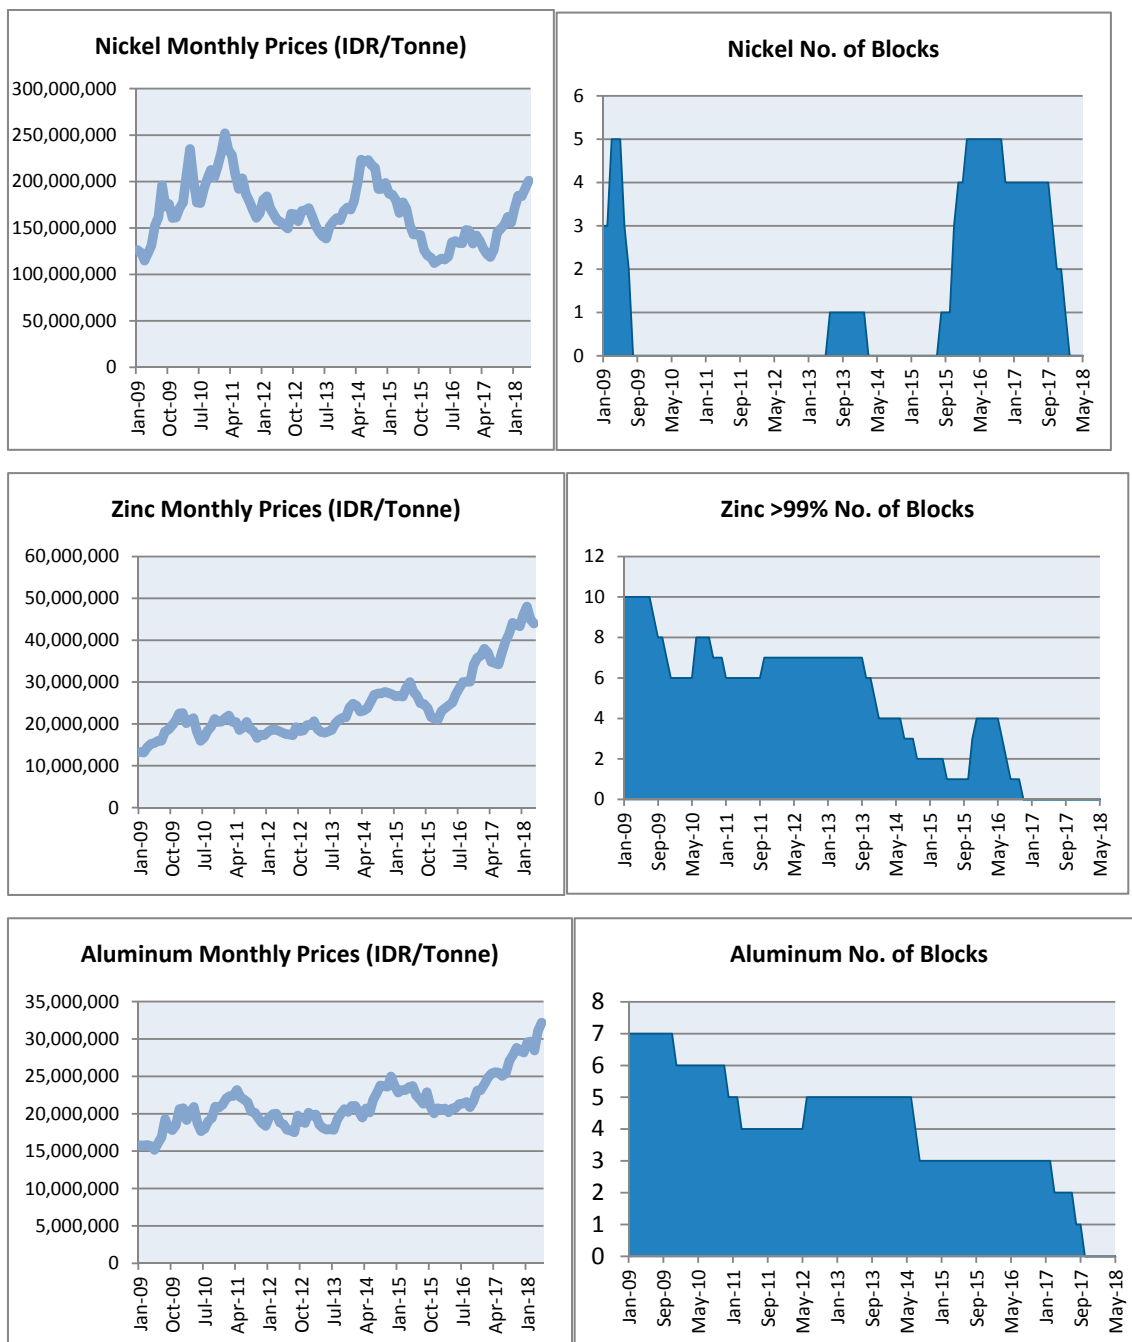 Nickel Monthly Prices (IDR/Tonne)
300,000,000
250,000,000
200,000,000
150,000,000
100,000,000
50,000,000
0
Jan-09
Oct-09
Jul-10
Apr-11
Jan-12
Oct-12
Jul-13
Apr-14
Jan-15
Oct-15
Jul-16
Apr-17
Jan-18
Nickel No. of Blocks
6
5
4
3
2
1
0
Jan-09
Sep-09
May-10
Jan-11
Sep-11
May-12
Jan-13
Sep-13
May-14
Jan-15
Sep-15
May-16
Jan-17
Sep-17
May-18
Zinc Monthly Prices (IDR/Tonne)
60,000,000
50,000,000
40,000,000
30,000,000
20,000,000
10,000,000
0
Jan-09
Oct-09
Jul-10
Apr-11
Jan-12
Oct-12
Jul-13
Apr-14
Jan-15
Oct-15
Jul-16
Apr-17
Jan-18
Zinc >99% No. of Blocks
12
10
8
6
4
2
0
Jan-09
Sep-09
May-10
Jan-11
Sep-11
May-12
Jan-13
Sep-13
May-14
Jan-15
Sep-15
May-16
Jan-17
Sep-17
May-18
Aluminum Monthly Prices (IDR/Tonne)
35,000,000
30,000,000
25,000,000
20,000,000
15,000,000
10,000,000
5,000,000
0
Jan-09
Oct-09
Jul-10
Apr-11
Jan-12
Oct-12
Jul-13
Apr-14
Jan-15
Oct-15
Jul-16
Apr-17
Jan-18
Aluminum No. of Blocks
8
7
6
5
4
3
2
1
0
Jan-09
Sep-09
May-10
Jan-11
Sep-11
May-12
Jan-13
Sep-13
May-14
Jan-15
Sep-15
May-16
Jan-17
Sep-17
May-18